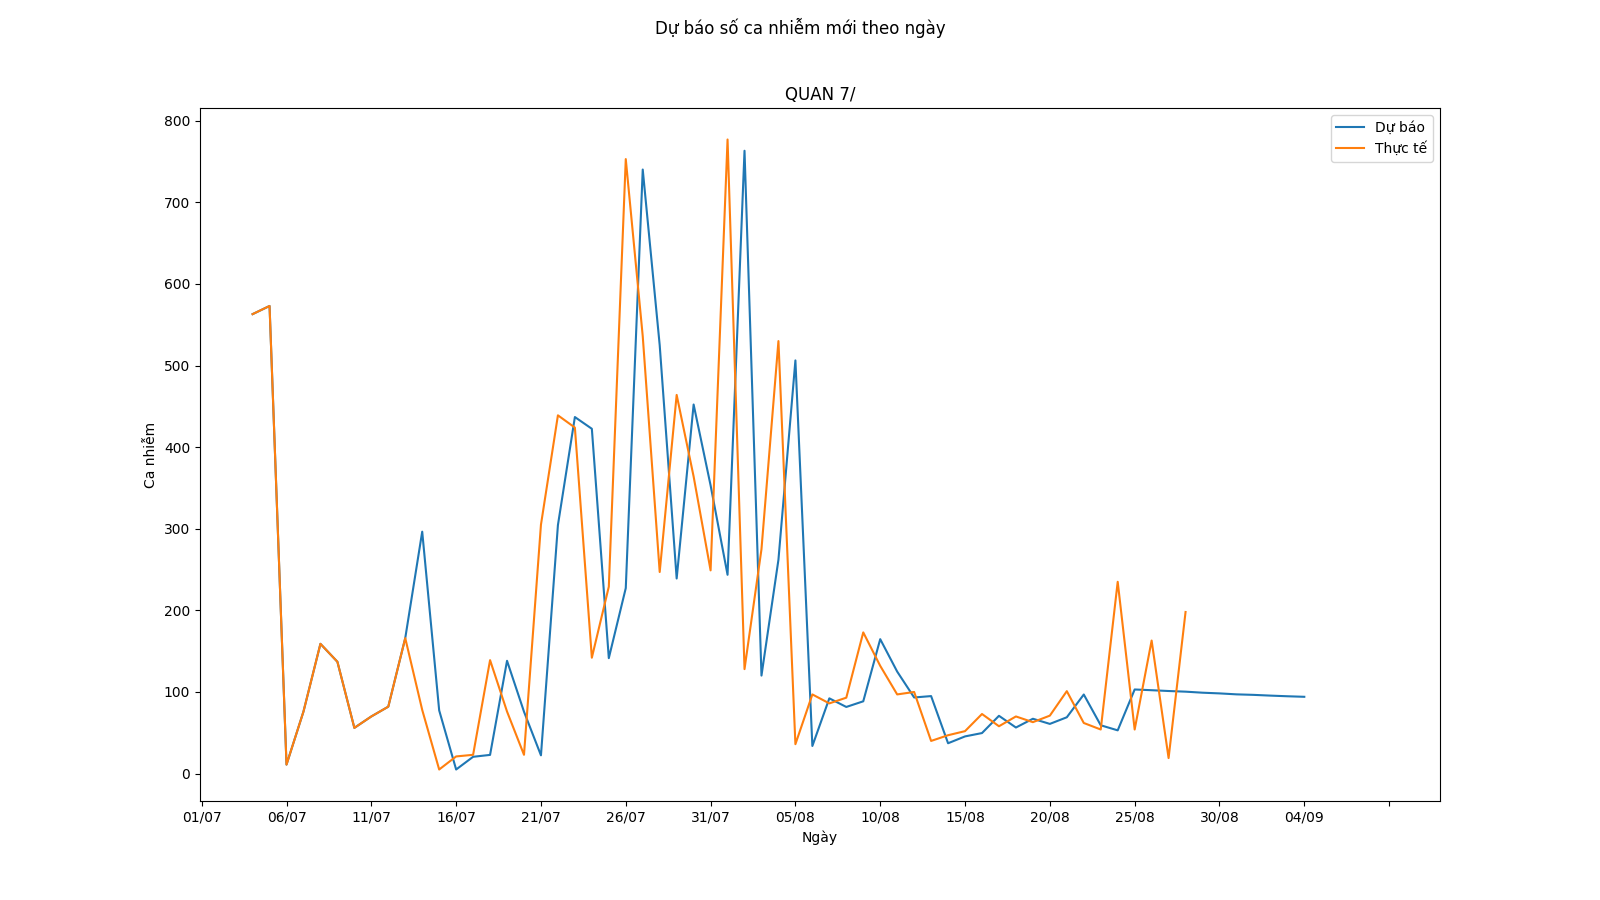 Dự báo số ca nhiễm mới theo ngày
QUAN 7/
Dự báo
Thực tế
800
700
600
500
400
300
200
100
0
Ca nhiễm
01/07 06/07 11/07 16/07 21/07 26/07 31/07 05/08 10/08 15/08 20/08 25/08 30/08 04/09
Ngày